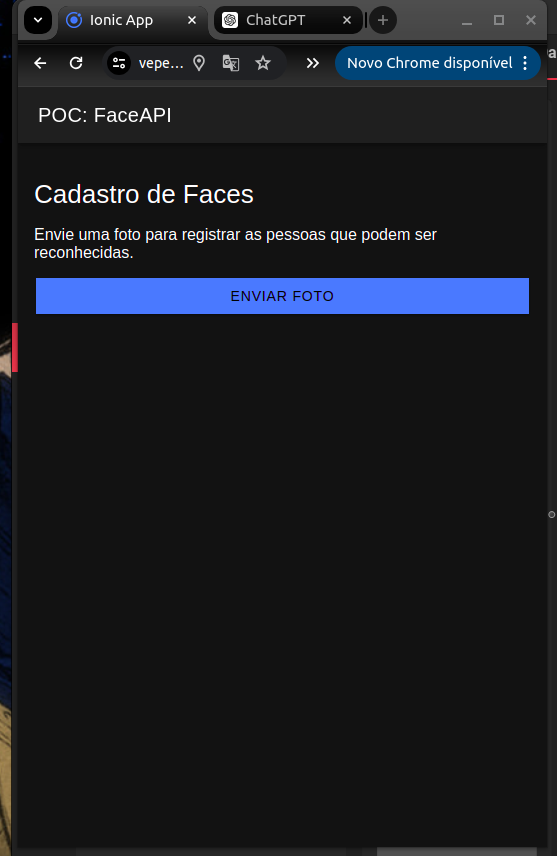 Ionic App
ChatGPT
vepe...
Novo Chrome disponível
POC: FaceAPI
Cadastro de Faces
Envie uma foto para registrar as pessoas que podem ser
reconhecidas.
ENVIAR FOTO